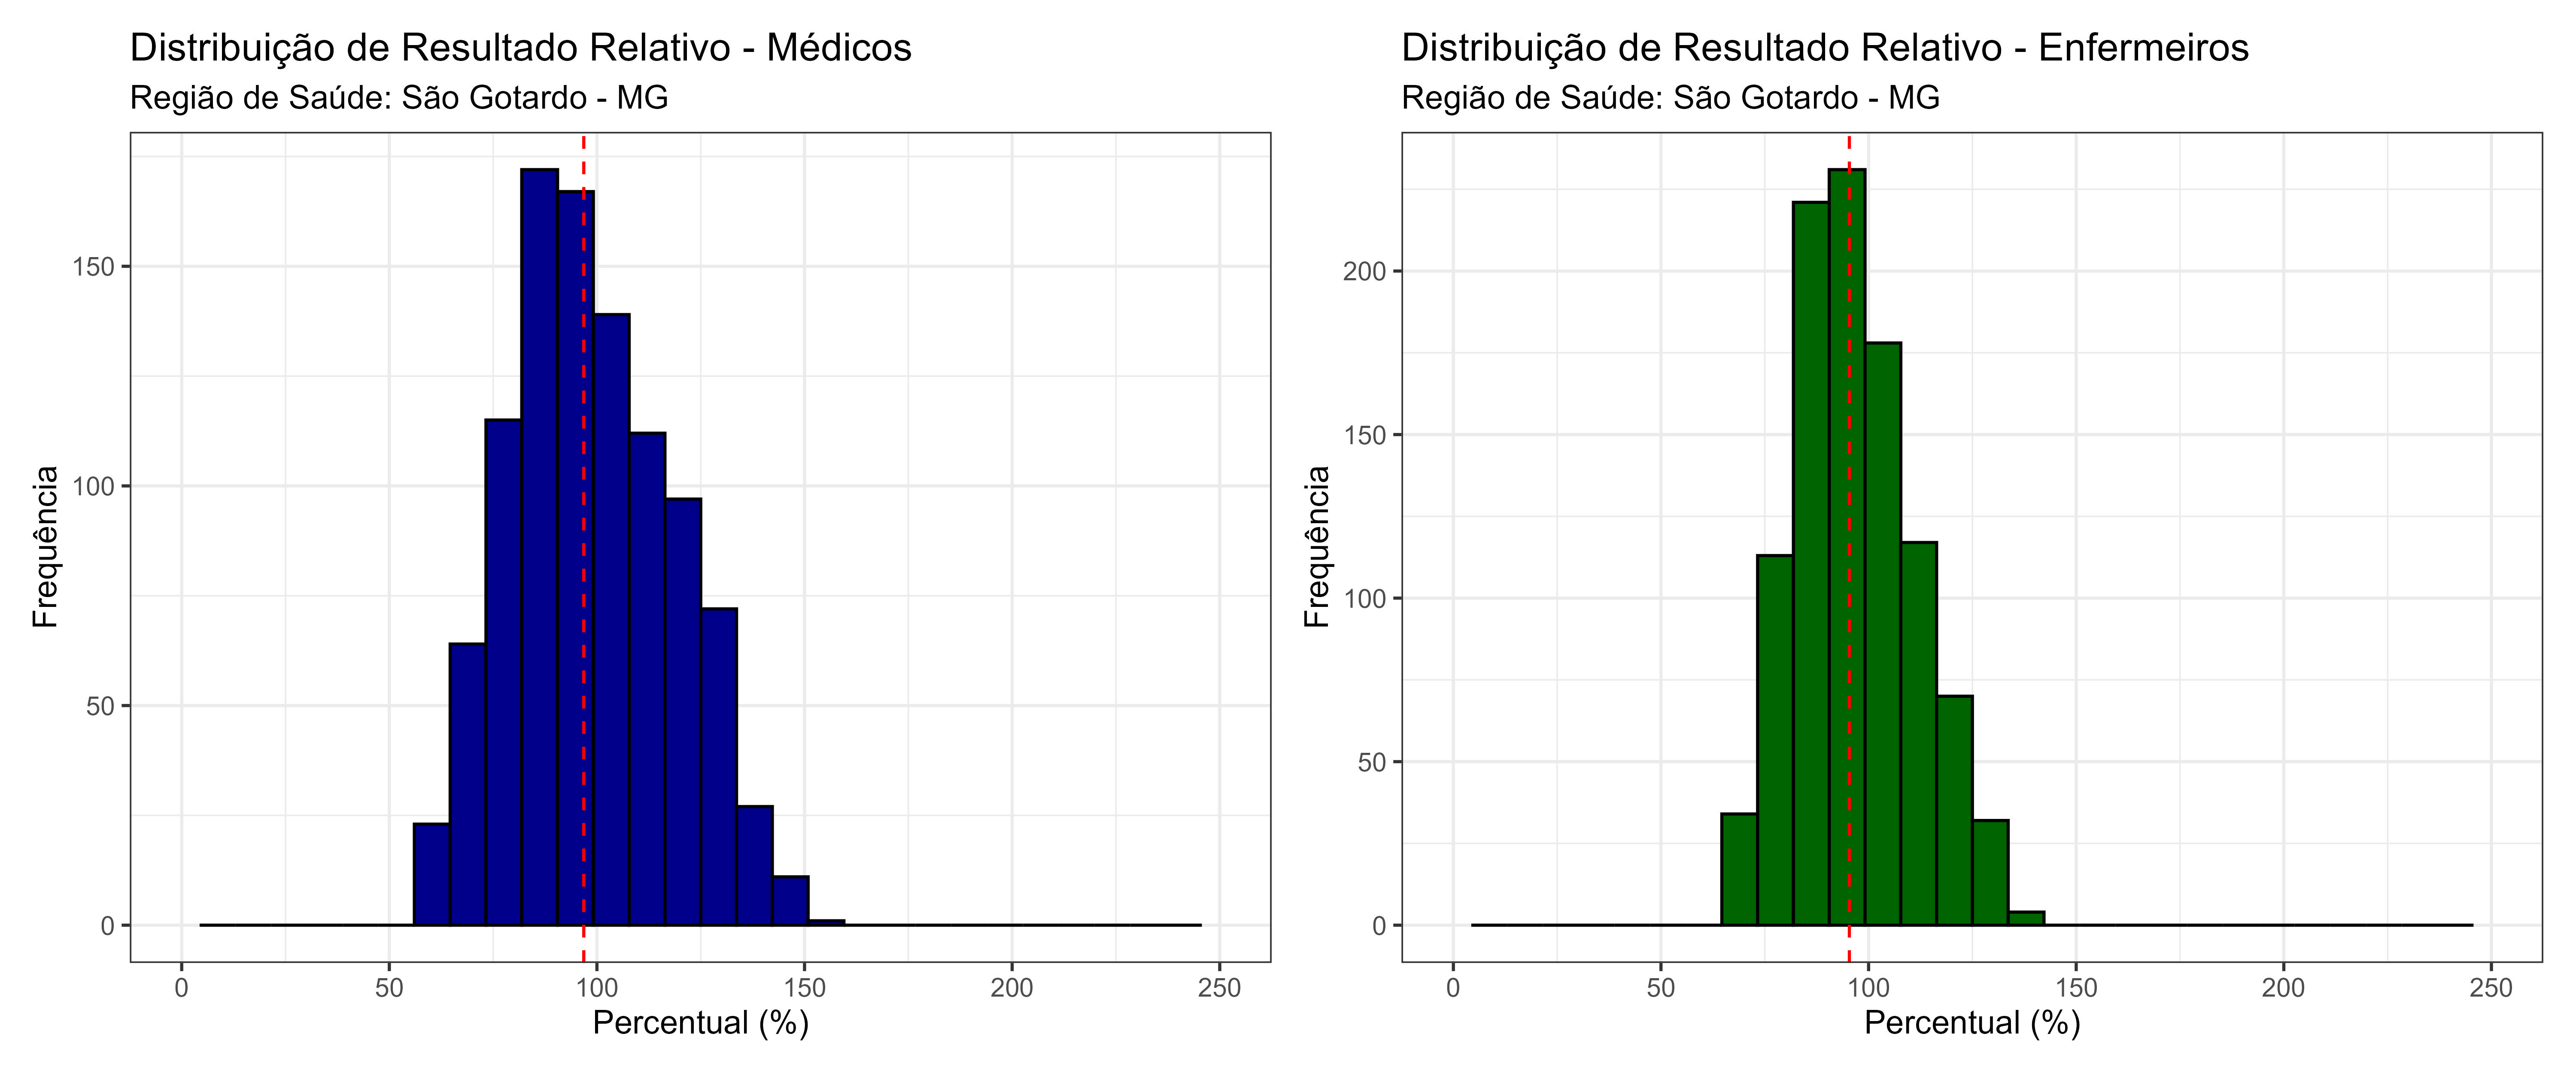 Distribuição de Resultado Relativo - Médicos
Região de Saúde: São Gotardo - MG
Frequência
150
100
50
0
0 50 100 150 200 250
Percentual (%)
Distribuição de Resultado Relativo - Enfermeiros
Região de Saúde: São Gotardo - MG
Frequência
200
150
100
50
0
0 50 100 150 200 250
Percentual (%)